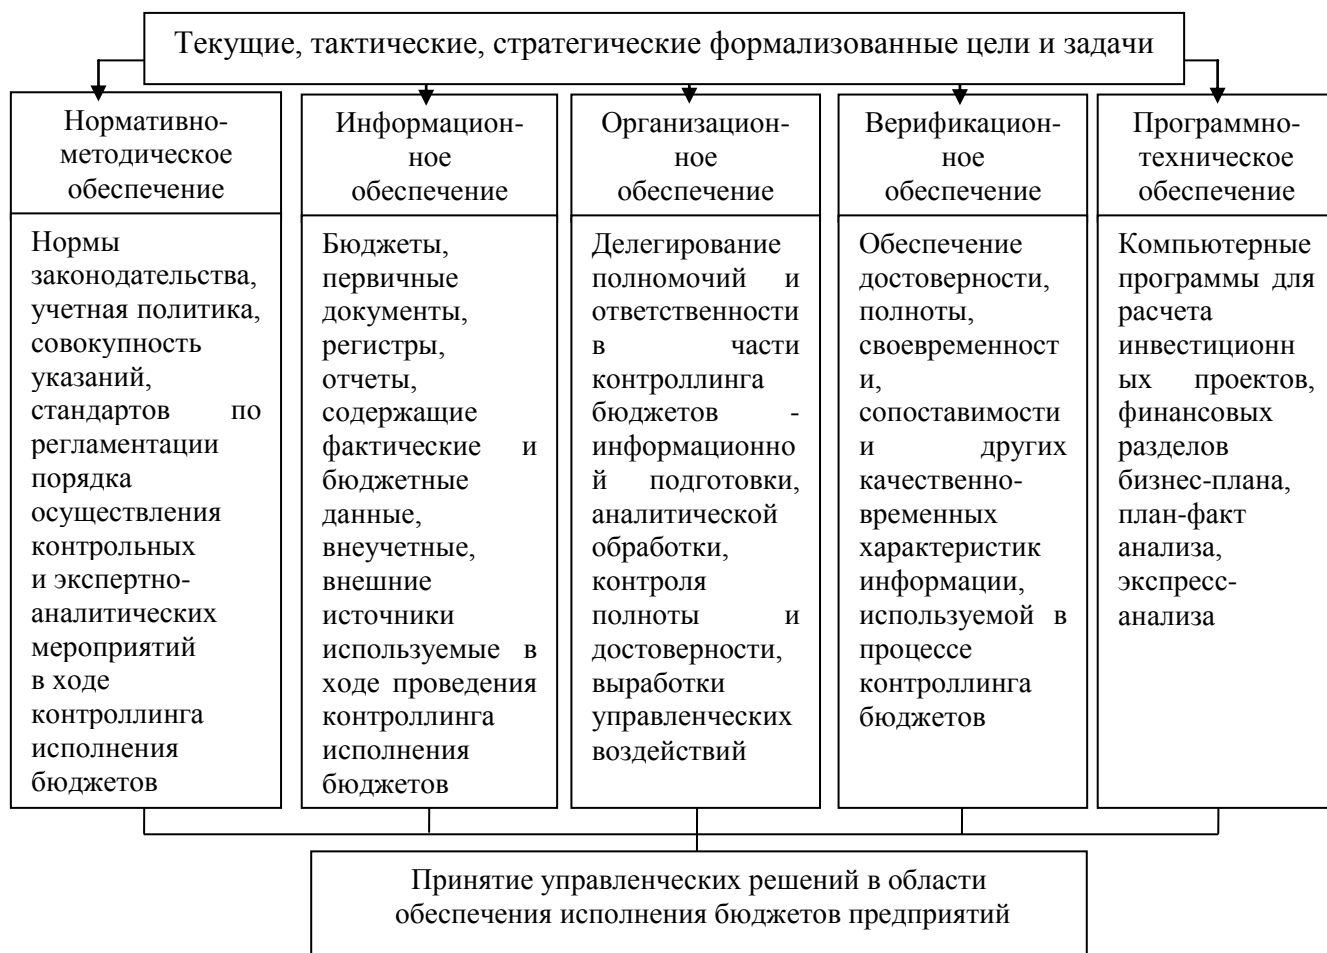 Текущие, тактические, стратегические формализованные цели и задачи
Нормативно-
методическое
обеспечение
Нормы
законодательства,
учетная политика,
совокупность
указаний,
стандартов по
регламентации
порядка
осуществления
контрольных
и экспертно-
аналитических
мероприятий
в ходе
контроллинга
исполнения
бюджетов
Информацион-
ное
обеспечение
Бюджеты,
первичные
документы,
регистры,
отчеты,
содержащие
фактические и
бюджетные
данные,
внеучетные,
внешние
источники
используемые в
ходе проведения
контроллинга
исполнения
бюджетов
Организацион-
ное
обеспечение
Делегирование
полномочий и
ответственности
в части
контроллинга
бюджетов -
информационно
й подготовки,
аналитической
обработки,
контроля
полноты и
достоверности,
выработки
управленческих
воздействий
Верификацион-
ное
обеспечение
Обеспечение
достоверности,
полноты,
своевременност
и,
сопоставимости
и других
качественно-
временных
характеристик
информации,
используемой в
процессе
контроллинга
бюджетов
Программно-
техническое
обеспечение
Компьютерные
программы для
расчета
инвестиционн
ых проектов,
финансовых
разделов
бизнес-плана,
план-факт
анализа,
экспресс-
анализа
Принятие управленческих решений в области
обеспечения исполнения бюджетов предприятий